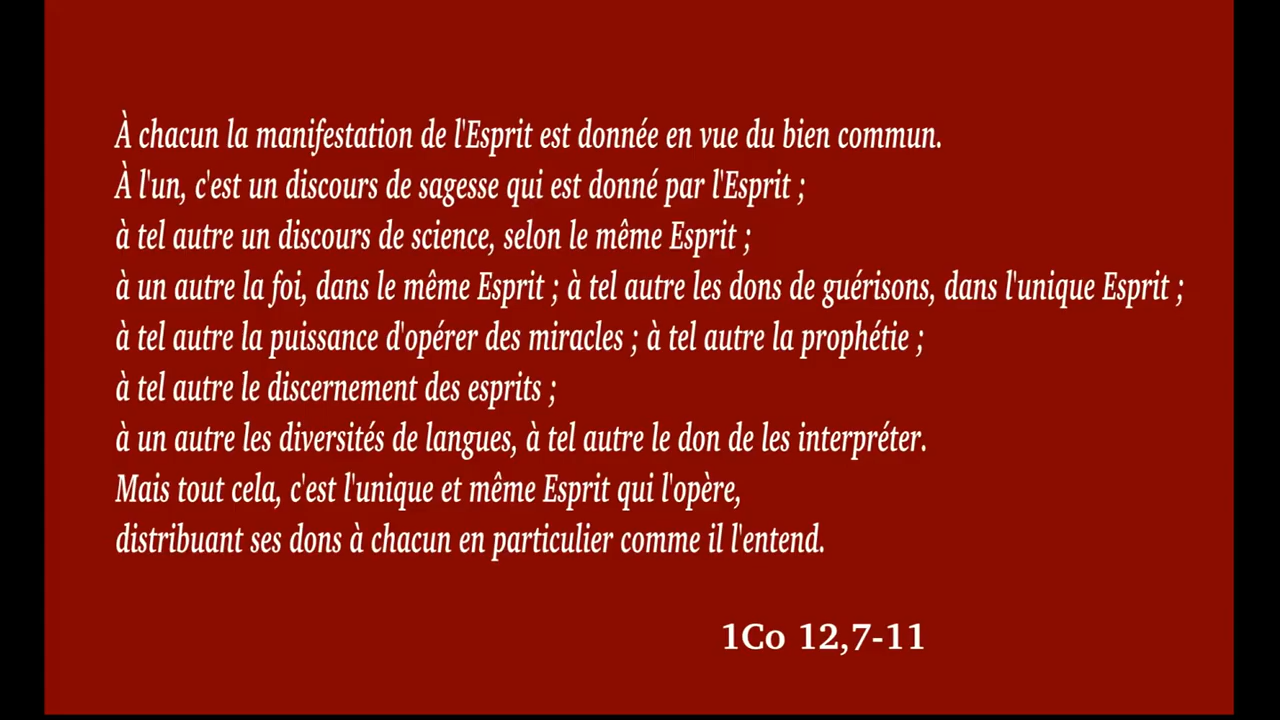 À chacun la manifestation de l'Esprit est donnée en vue du bien commun.
À l'un, c'est un discours de sagesse qui est donné par l'Esprit ;
à tel autre un discours de science, selon le même Esprit ;
à un autre la foi, dans le même Esprit ; à tel autre les dons de guérisons, dans l'unique Esprit ;
à tel autre la puissance d'opérer des miracles ; à tel autre la prophétie ;
à tel autre le discernement des esprits ;
à un autre les diversités de langues, à tel autre le don de les interpréter.
Mais tout cela, c'est l'unique et même Esprit qui l'opère,
distribuant ses dons à chacun en particulier comme il l'entend.
1Co 12,7-11